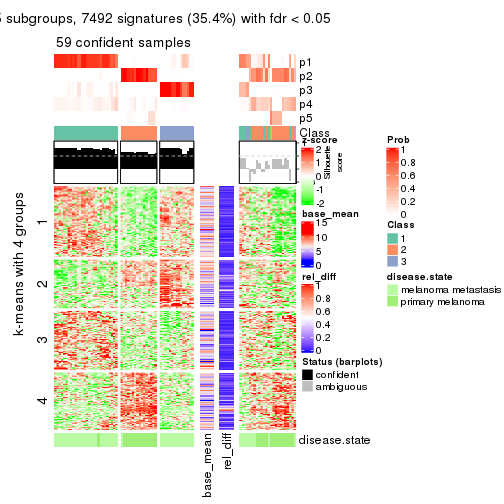 5 subgroups, 7492 signatures (35.4%) with fdr < 0.05
59 confident samples
p1
p2
p3
p4
p5
Class
z-score
2
1
0
-1
-2
Silhouette
score
base_mean
15
10
5
0
rel_diff
1
0.8
0.6
0.4
0.2
0
Status (barplots)
confident
ambiguous
Prob
1
0.8
0.6
0.4
0.2
0
Class
1
2
3
disease.state
melanoma metastasis
primary melanoma
k-means with 4 groups
1
2
3
4
disease.state
base_mean
rel_diff